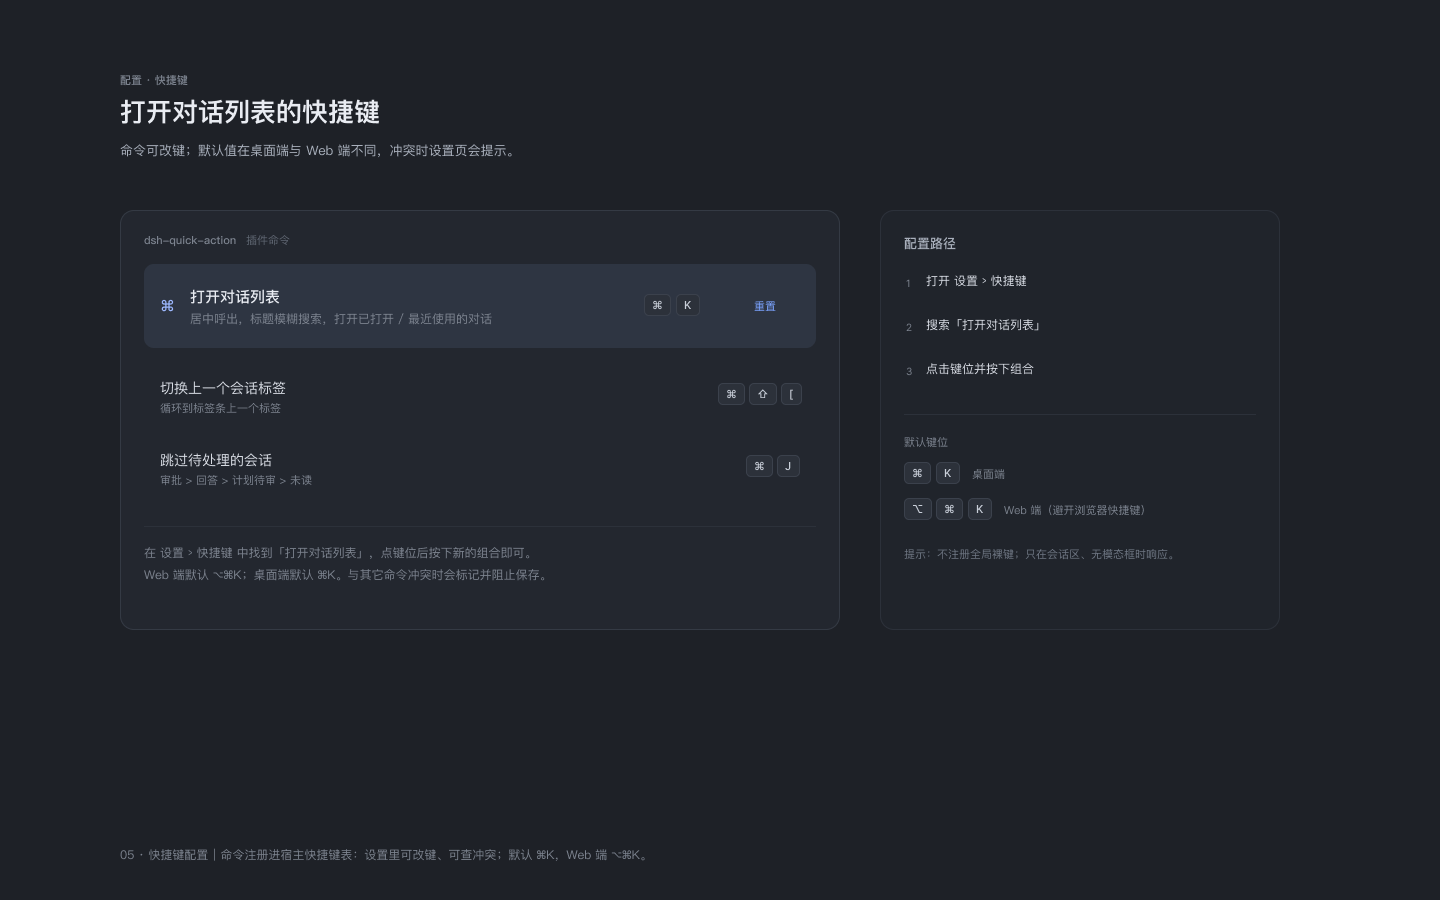 配置 · 快捷键
打开对话列表的快捷键
命令可改键；默认值在桌面端与 Web 端不同，冲突时设置页会提示。
dsh-quick-action 插件命令
⌘ 打开对话列表 ⌘ K 重置
居中呼出，标题模糊搜索，打开已打开 / 最近使用的对话
切换上一个会话标签 ⌘ ⇧ [
循环到标签条上一个标签
跳过待处理的会话 ⌘ J
审批 > 回答 > 计划待审 > 未读
在 设置 › 快捷键 中找到「打开对话列表」，点键位后按下新的组合即可。
Web 端默认 ⌥⌘K；桌面端默认 ⌘K。与其它命令冲突时会标记并阻止保存。
配置路径
1 打开 设置 › 快捷键
2 搜索「打开对话列表」
3 点击键位并按下组合
默认键位
⌘ K 桌面端
⌥ ⌘ K Web 端（避开浏览器快捷键）
提示：不注册全局裸键；只在会话区、无模态框时响应。
05 · 快捷键配置｜命令注册进宿主快捷键表：设置里可改键、可查冲突；默认 ⌘K，Web 端 ⌥⌘K。